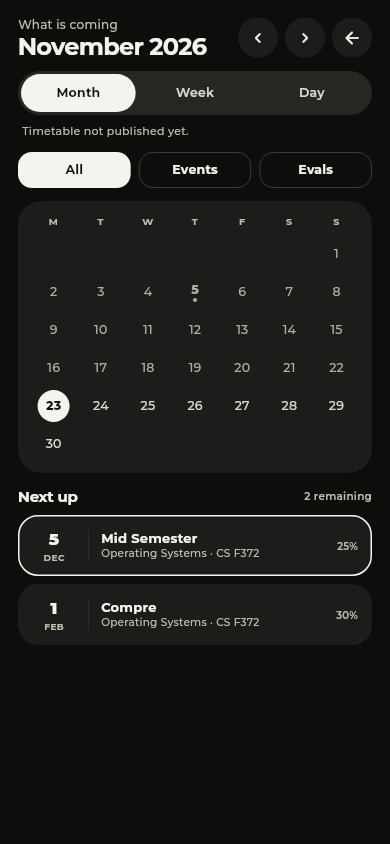 What is coming
November 2026
Month Week Day
Timetable not published yet.
All Events Evals
M T W T F S S
1
2 3 4 5 6 7 8
9 10 11 12 13 14 15
16 17 18 19 20 21 22
23 24 25 26 27 28 29
30
Next up 2 remaining
5 DEC
Mid Semester
Operating Systems · CS F372
25%
1 FEB
Compre
Operating Systems · CS F372
30%